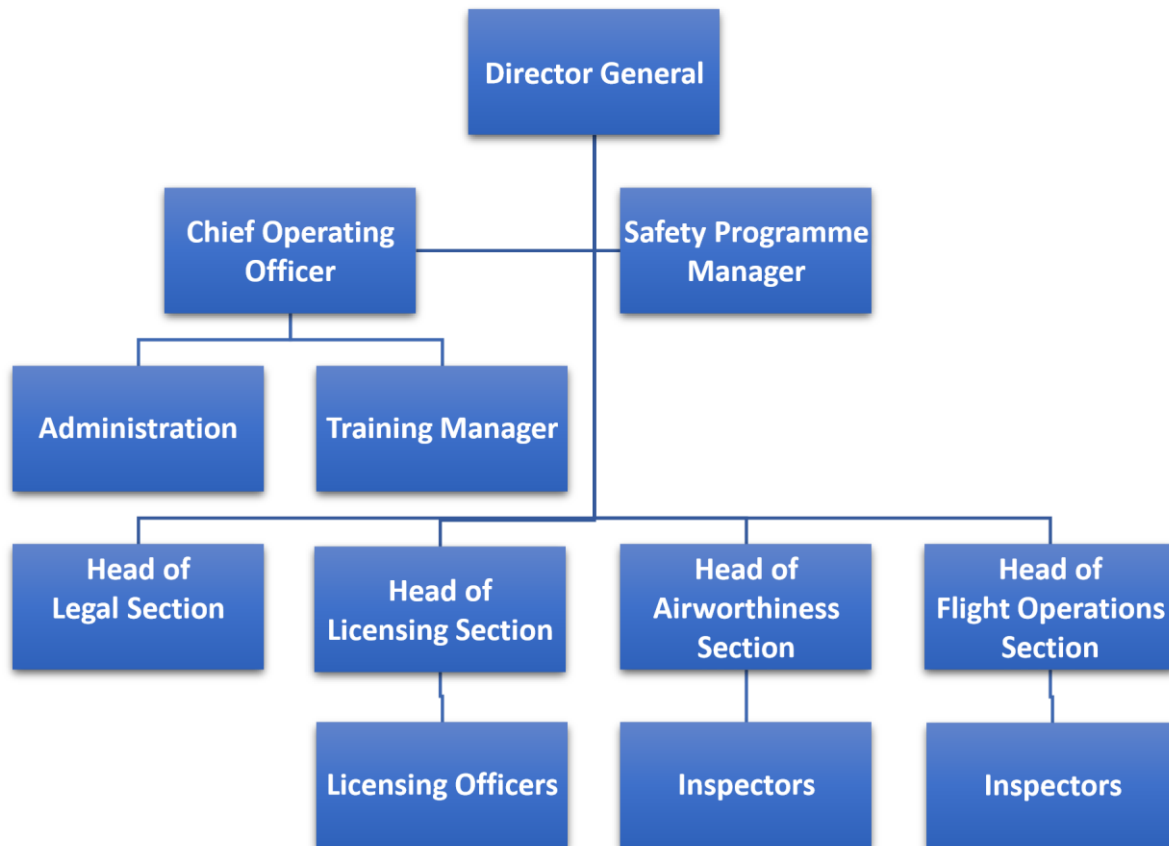 Director General
Chief Operating
Officer
Safety Programme
Manager
Administration
Training Manager
Head of
Legal Section
Head of
Licensing Section
Head of
Airworthiness
Section
Head of
Flight Operations
Section
Licensing Officers
Inspectors
Inspectors